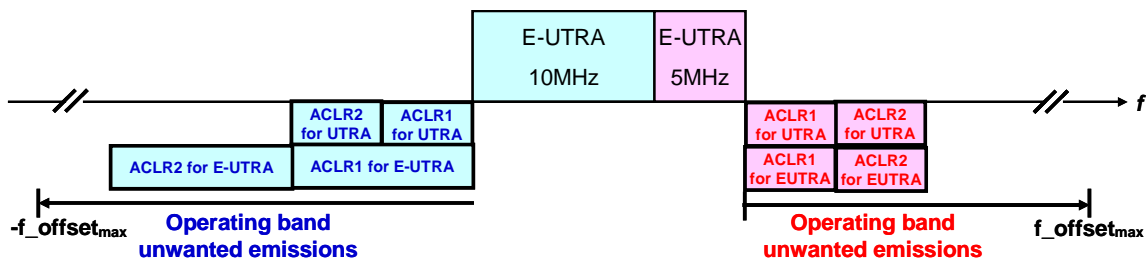 E-UTRA E-UTRA
10MHz 5MHz
f
ACLR2 ACLR1 ACLR1 ACLR2
for UTRA for UTRA for UTRA for UTRA
ACLR2 for E-UTRA ACLR1 for E-UTRA ACLR1 ACLR2
for EUTRA for EUTRA
-f_offsetmax Operating band Operating band f_offsetmax
unwanted emissions unwanted emissions